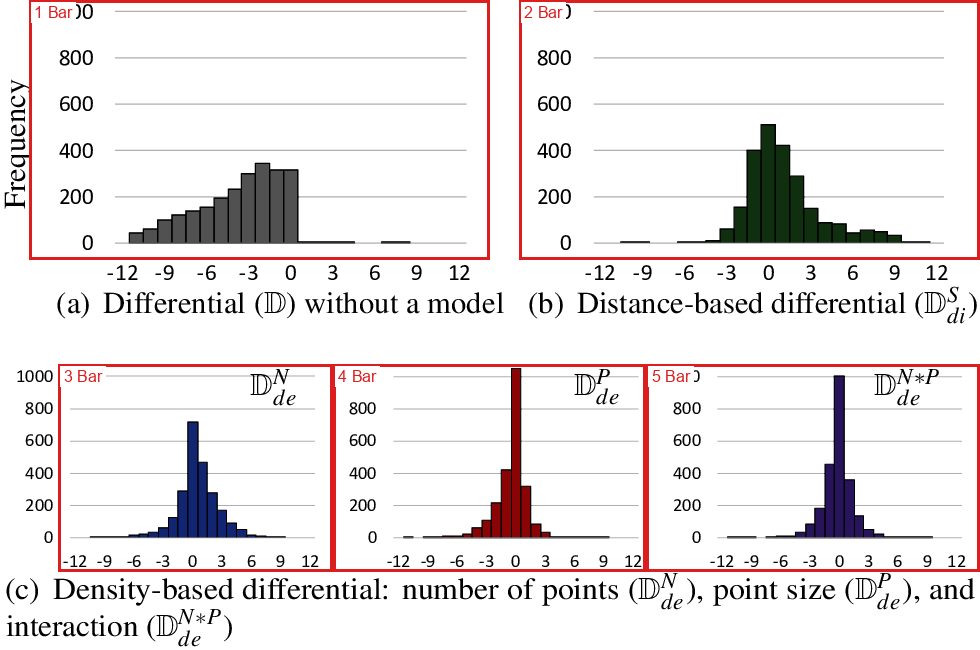 1 Bar
2 Bar
Frequency
800
600
400
200
0
-12 -9 -6 -3 0 3 6 9 12
800
600
400
200
0
-12 -9 -6 -3 0 3 6 9 12
(a) Differential (𝔻) without a model
(b) Distance-based differential (𝔻^S_di)
3 Bar
𝔻^N_de
1000
800
600
400
200
0
-12 -9 -6 -3 0 3 6 9 12
4 Bar
𝔻^P_de
800
600
400
200
0
-12 -9 -6 -3 0 3 6 9 12
5 Bar
𝔻^N*P_de
800
600
400
200
0
-12 -9 -6 -3 0 3 6 9 12
(c) Density-based differential: number of points (𝔻^N_de), point size (𝔻^P_de), and
interaction (𝔻^N*P_de)